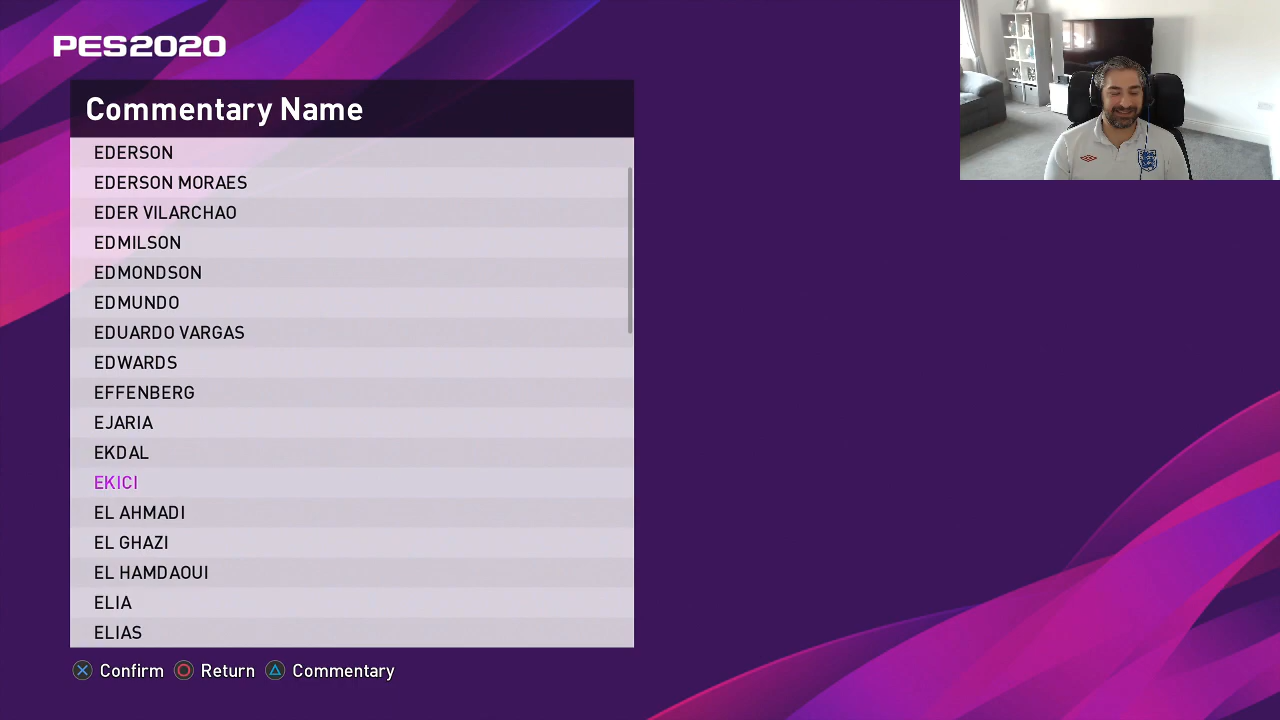 PES2020
Commentary Name
EDERSON
EDERSON MORAES
EDER VILARCHAO
EDMILSON
EDMONDSON
EDMUNDO
EDUARDO VARGAS
EDWARDS
EFFENBERG
EJARIA
EKDAL
EKICI
EL AHMADI
EL GHAZI
EL HAMDAOUI
ELIA
ELIAS
Confirm Return Commentary